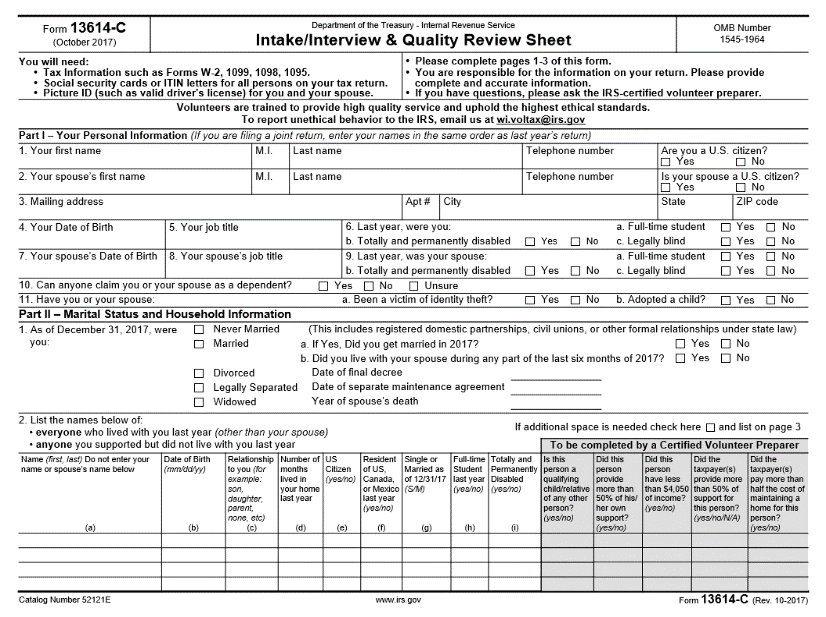 Form 13614-C
(October 2017)
Department of the Treasury - Internal Revenue Service
Intake/Interview & Quality Review Sheet
OMB Number
1545-1964
You will need:
• Tax Information such as Forms W-2, 1099, 1098, 1095.
• Social security cards or ITIN letters for all persons on your tax return.
• Picture ID (such as valid driver's license) for you and your spouse.
• Please complete pages 1-3 of this form.
• You are responsible for the information on your return. Please provide
complete and accurate information.
• If you have questions, please ask the IRS-certified volunteer preparer.
Volunteers are trained to provide high quality service and uphold the highest ethical standards.
To report unethical behavior to the IRS, email us at wi.voltax@irs.gov
Part I – Your Personal Information (If you are filing a joint return, enter your names in the same order as last year's return)
1. Your first name M.I. Last name Telephone number Are you a U.S. citizen?
Yes No
2. Your spouse's first name M.I. Last name Telephone number Is your spouse a U.S. citizen?
Yes No
3. Mailing address Apt # City State ZIP code
4. Your Date of Birth 5. Your job title 6. Last year, were you: a. Full-time student Yes No
b. Totally and permanently disabled Yes No c. Legally blind Yes No
7. Your spouse's Date of Birth 8. Your spouse's job title 9. Last year, was your spouse: a. Full-time student Yes No
b. Totally and permanently disabled Yes No c. Legally blind Yes No
10. Can anyone claim you or your spouse as a dependent? Yes No Unsure
11. Have you or your spouse: a. Been a victim of identity theft? Yes No b. Adopted a child? Yes No
Part II – Marital Status and Household Information
1. As of December 31, 2017, were Never Married (This includes registered domestic partnerships, civil unions, or other formal relationships under state law)
you: Married a. If Yes, Did you get married in 2017? Yes No
b. Did you live with your spouse during any part of the last six months of 2017? Yes No
Divorced Date of final decree
Legally Separated Date of separate maintenance agreement
Widowed Year of spouse's death
2. List the names below of:
• everyone who lived with you last year (other than your spouse)
• anyone you supported but did not live with you last year
If additional space is needed check here and list on page 3
To be completed by a Certified Volunteer Preparer
Name (first, last) Do not enter your
name or spouse's name below
(a)
Date of Birth
(mm/dd/yy)
(b)
Relationship
to you (for
example:
son,
daughter,
parent,
none, etc)
(c)
Number of
months
lived in
your home
last year
(d)
US
Citizen
(yes/no)
(e)
Resident
of US,
Canada,
or Mexico
last year
(yes/no)
(f)
Single or
Married as
of 12/31/17
(S/M)
(g)
Full-time
Student
last year
(yes/no)
(h)
Totally and
Permanently
Disabled
(yes/no)
(i)
Is this
person a
qualifying
child/relative
of any other
person?
(yes/no)
Did this
person
provide
more than
50% of his/
her own
support?
(yes/no)
Did this
person
have less
than $4,050
of income?
(yes/no)
Did the
taxpayer(s)
provide more
than 50% of
support for
this person?
(yes/no/N/A)
Did the
taxpayer(s)
pay more than
half the cost of
maintaining a
home for this
person?
(yes/no)
Catalog Number 52121E
www.irs.gov
Form 13614-C (Rev. 10-2017)